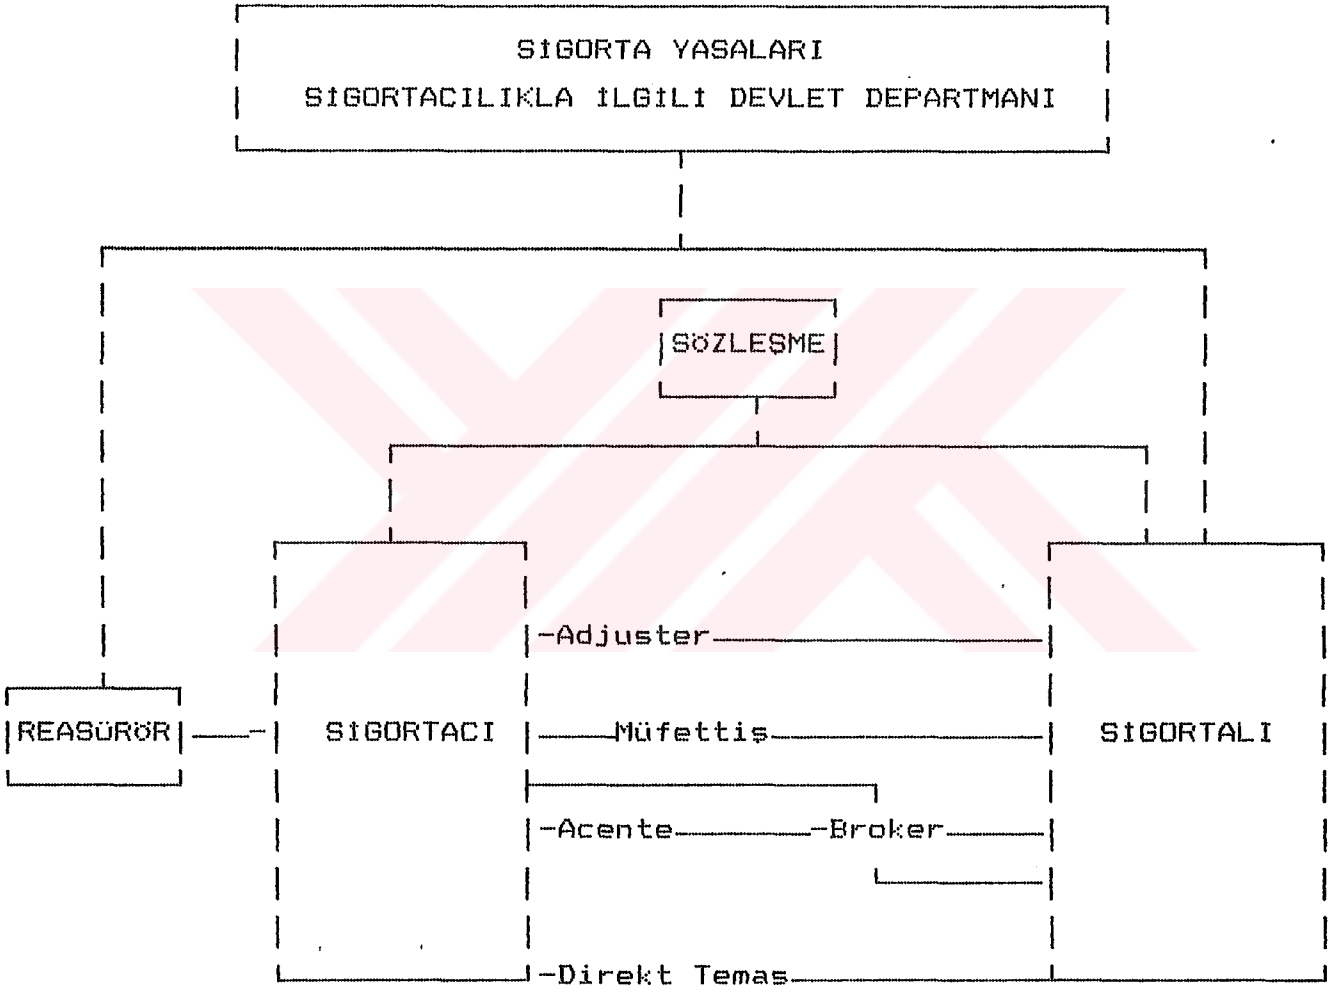 SİGORTA YASALARI
SİGORTACILIKLA İLGİLİ DEVLET DEPARTMANI
SÖZLEŞME
-Adjuster
REASÜRÖR
SİGORTACI
Müfettiş
SİGORTALI
-Acente -Broker
-Direkt Temas